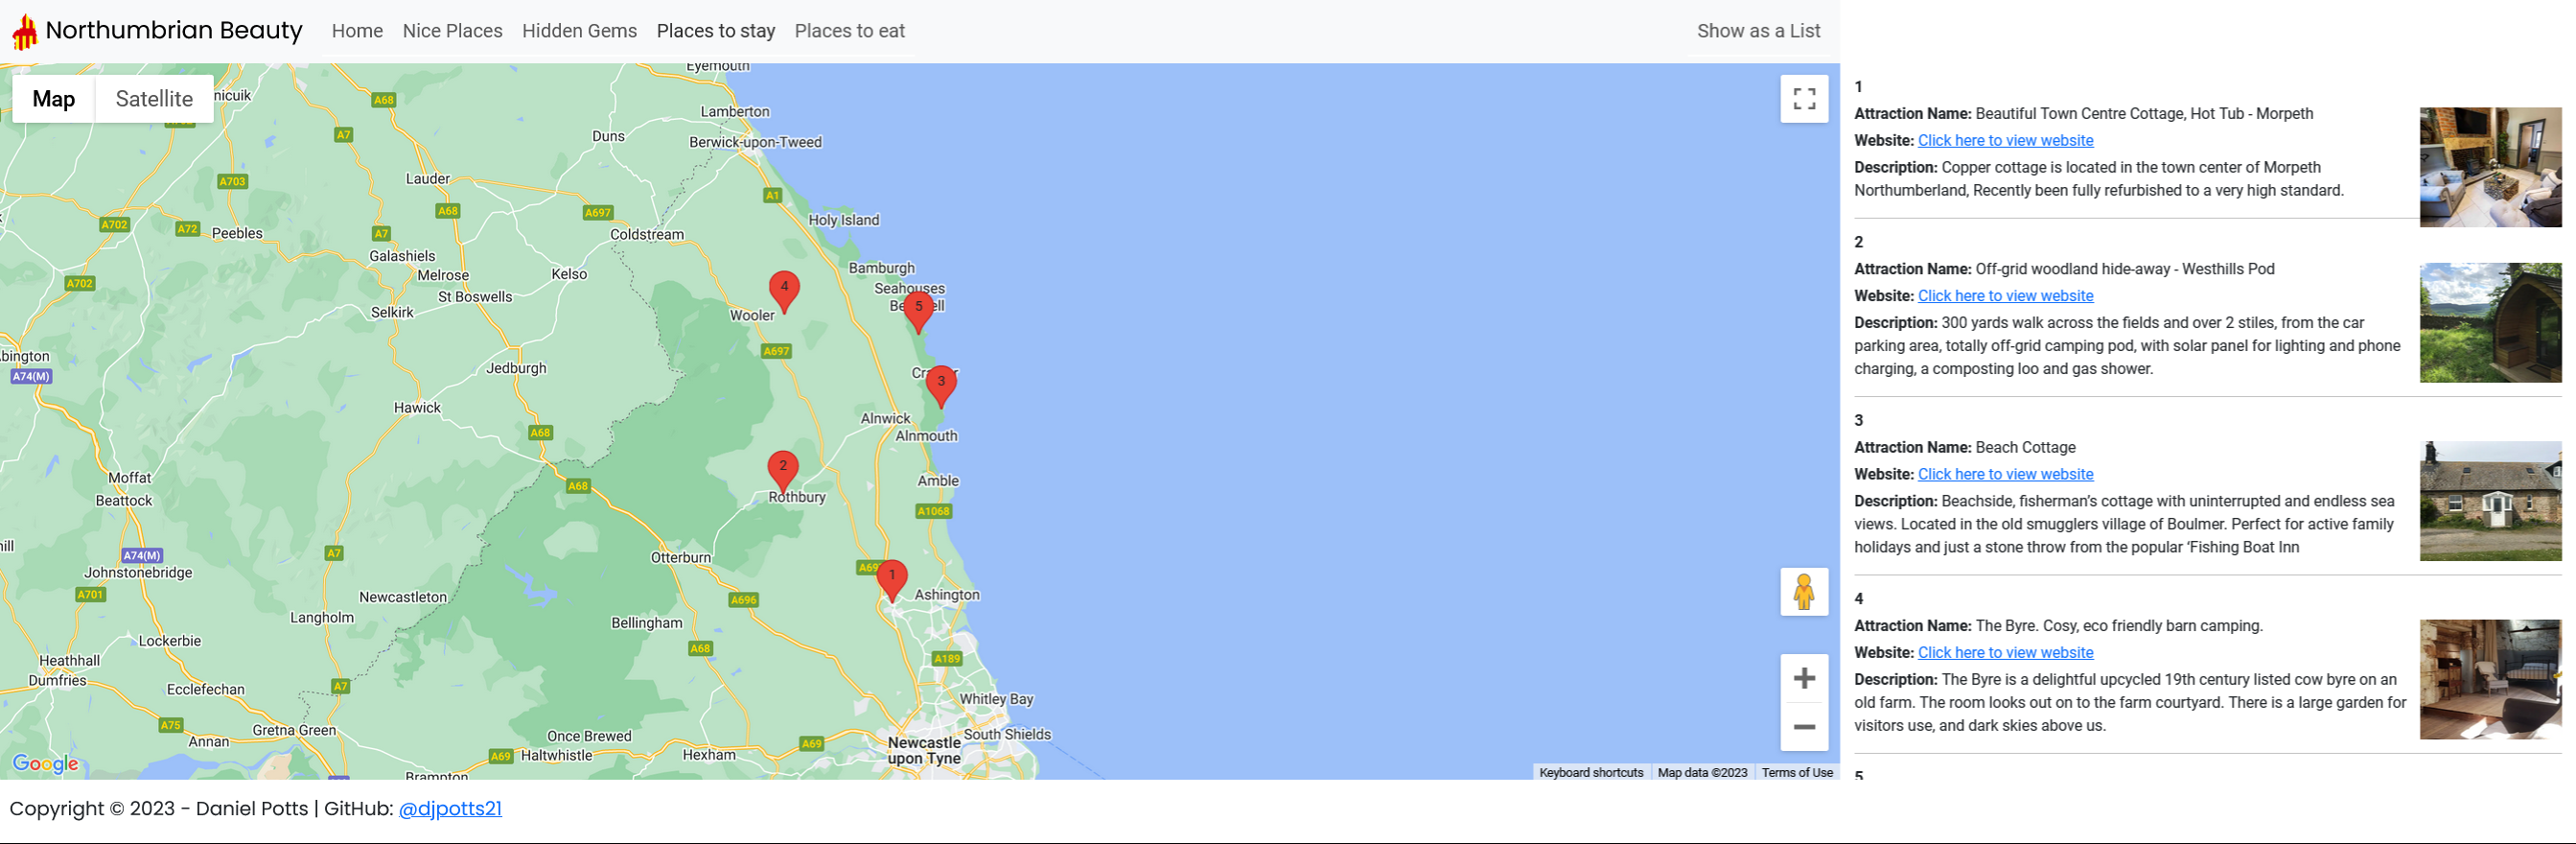 Northumbrian Beauty
Home
Nice Places
Hidden Gems
Places to stay
Places to eat
Show as a List
Map
Satellite
nicuik
Eyemouth
A68
Lamberton
A7
Duns
Berwick-upon-Tweed
A703
Lauder
A1
A68
A697
Holy Island
A702
A72
Peebles
A7
Coldstream
Galashiels
Melrose
Kelso
Bamburgh
A702
St Boswells
4
Seahouses
Selkirk
Wooler
5
A697
bington
A74(M)
Jedburgh
3
Hawick
Alnwick
A68
Alnmouth
2
Moffat
A68
Rothbury
Amble
Beattock
A1068
ill
A74(M)
A7
Otterburn
Johnstonebridge
1
A701
Newcastleton
A696
Ashington
Langholm
Bellingham
Lockerbie
A68
A189
Heathhall
Dumfries
Ecclefechan
A7
Whitley Bay
A75
Gretna Green
Once Brewed
South Shields
Annan
A69
Haltwhistle
Hexham
A69
Newcastle
upon Tyne
Google
Brampton
Keyboard shortcuts
Map data ©2023
Terms of Use
1
Attraction Name: Beautiful Town Centre Cottage, Hot Tub - Morpeth
Website: Click here to view website
Description: Copper cottage is located in the town center of Morpeth
Northumberland, Recently been fully refurbished to a very high standard.
2
Attraction Name: Off-grid woodland hide-away - Westhills Pod
Website: Click here to view website
Description: 300 yards walk across the fields and over 2 stiles, from the car
parking area, totally off-grid camping pod, with solar panel for lighting and phone
charging, a composting loo and gas shower.
3
Attraction Name: Beach Cottage
Website: Click here to view website
Description: Beachside, fisherman's cottage with uninterrupted and endless sea
views. Located in the old smugglers village of Boulmer. Perfect for active family
holidays and just a stone throw from the popular ‘Fishing Boat Inn
4
Attraction Name: The Byre. Cosy, eco friendly barn camping.
Website: Click here to view website
Description: The Byre is a delightful upcycled 19th century listed cow byre on an
old farm. The room looks out on to the farm courtyard. There is a large garden for
visitors use, and dark skies above us.
5
Copyright © 2023 - Daniel Potts | GitHub: @djpotts21